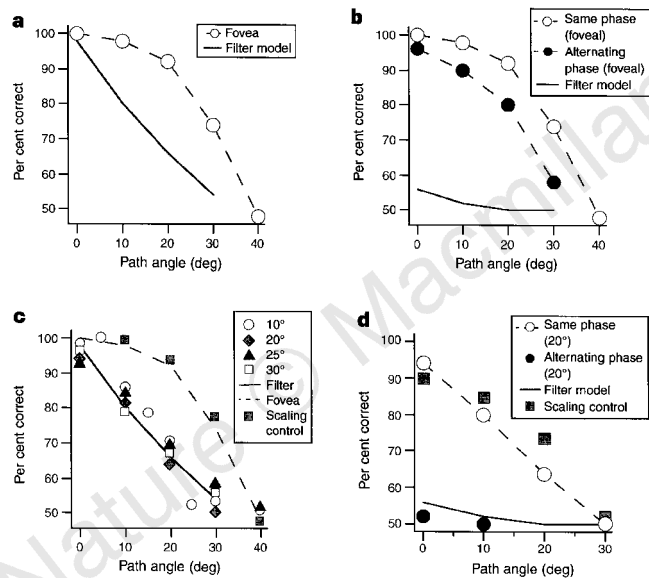 a
Fovea
Filter model
100
90
80
70
60
50
Per cent correct
0 10 20 30 40
Path angle (deg)
b
Same phase
(foveal)
Alternating
phase (foveal)
Filter model
100
90
80
70
60
50
Per cent correct
0 10 20 30 40
Path angle (deg)
c
10°
20°
25°
30°
Filter
Fovea
Scaling
control
100
90
80
70
60
50
Per cent correct
0 10 20 30 40
Path angle (deg)
d
Same phase
(20°)
Alternating phase
(20°)
Filter model
Scaling control
100
90
80
70
60
50
Per cent correct
0 10 20 30
Path angle (deg)
Nature © Macmillan